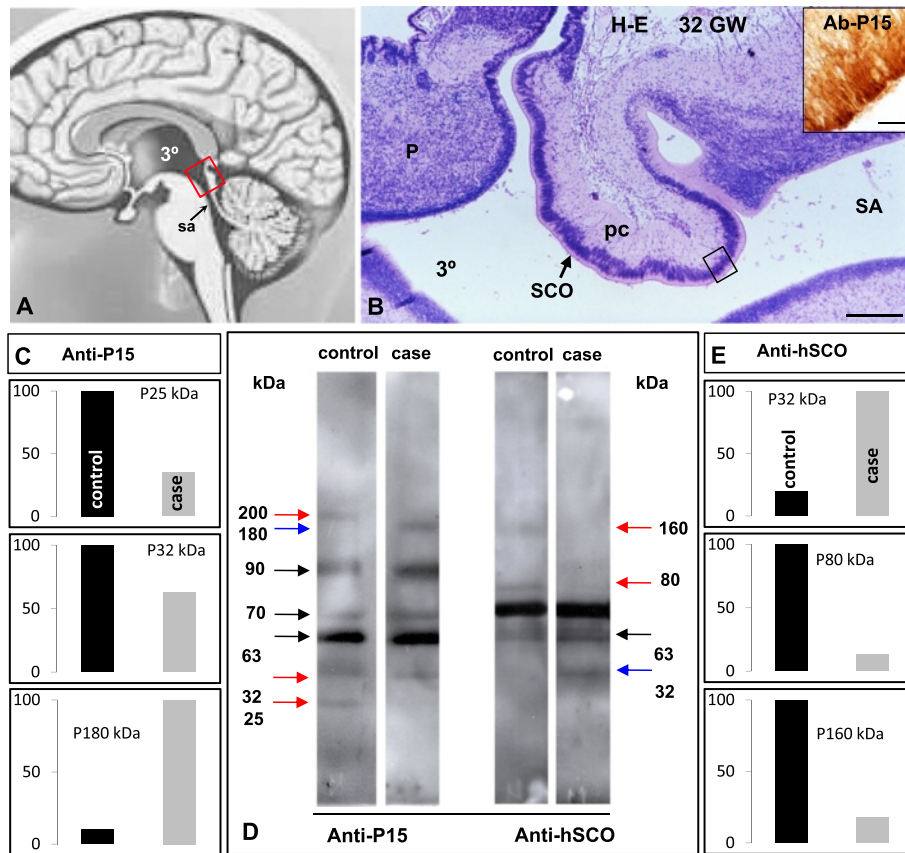 3º
sa
A
H-E 32 GW
Ab-P15
P
pc
SA
3º
SCO
B
C Anti-P15
100
P25 kDa
50
control
case
0
100
P32 kDa
50
0
100
P180 kDa
50
0
control case control case
kDa kDa
200
180
90
70
63
32
25
160
80
63
32
D
Anti-P15 Anti-hSCO
E Anti-hSCO
100
P32 kDa
50
control
case
0
100
P80 kDa
50
0
100
P160 kDa
50
0